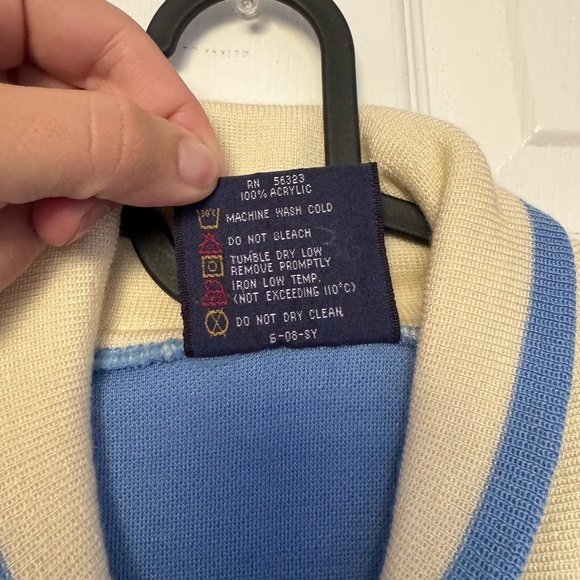 RN 56323
100% ACRYLIC
30°C MACHINE WASH COLD
DO NOT BLEACH
TUMBLE DRY LOW
REMOVE PROMPTLY
IRON LOW TEMP.
(NOT EXCEEDING 110°C)
DO NOT DRY CLEAN.
6-08-SY